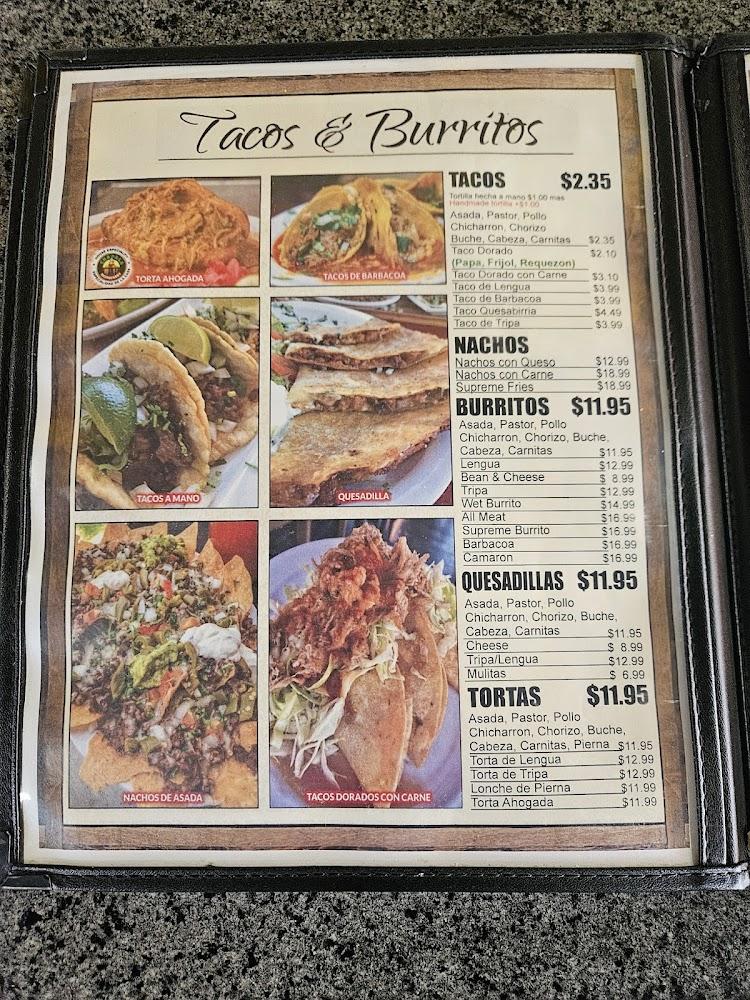 Tacos & Burritos
TORTA AHOGADA
TACOS DE BARBACOA
TACOS A MANO
QUESADILLA
NACHOS DE ASADA
TACOS DORADOS CON CARNE
TACOS $2.35
Tortilla hecha a mano $1.00 mas
Handmade tortilla +$1.00
Asada, Pastor, Pollo
Chicharron, Chorizo
Buche, Cabeza, Carnitas $2.35
Taco Dorado $2.10
(Papa, Frijol, Requezon)
Taco Dorado con Carne $3.10
Taco de Lengua $3.99
Taco de Barbacoa $3.99
Taco Quesabirria $4.49
Taco de Tripa $3.99
NACHOS
Nachos con Queso $12.99
Nachos con Carne $18.99
Supreme Fries $18.99
BURRITOS $11.95
Asada, Pastor, Pollo
Chicharron, Chorizo, Buche,
Cabeza, Carnitas $11.95
Lengua $12.99
Bean & Cheese $ 8.99
Tripa $12.99
Wet Burrito $14.99
All Meat $16.99
Supreme Burrito $16.99
Barbacoa $16.99
Camaron $16.99
QUESADILLAS $11.95
Asada, Pastor, Pollo
Chicharron, Chorizo, Buche,
Cabeza, Carnitas $11.95
Cheese $ 8.99
Tripa/Lengua $12.99
Mulitas $ 6.99
TORTAS $11.95
Asada, Pastor, Pollo
Chicharron, Chorizo, Buche,
Cabeza, Carnitas, Pierna $11.95
Torta de Lengua $12.99
Torta de Tripa $12.99
Lonche de Pierna $11.99
Torta Ahogada $11.99